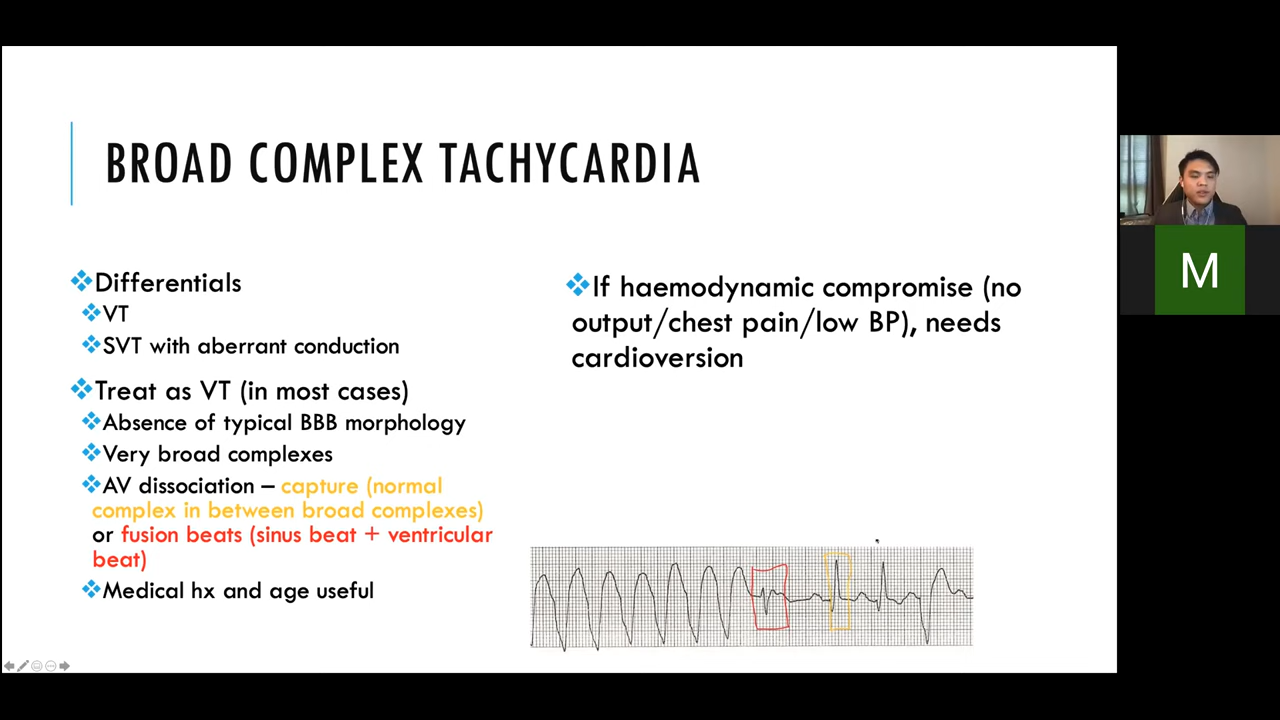 BROAD COMPLEX TACHYCARDIA
Differentials
VT
SVT with aberrant conduction
Treat as VT (in most cases)
Absence of typical BBB morphology
Very broad complexes
AV dissociation – capture (normal
complex in between broad complexes)
or fusion beats (sinus beat + ventricular
beat)
Medical hx and age useful
If haemodynamic compromise (no
output/chest pain/low BP), needs
cardioversion
M